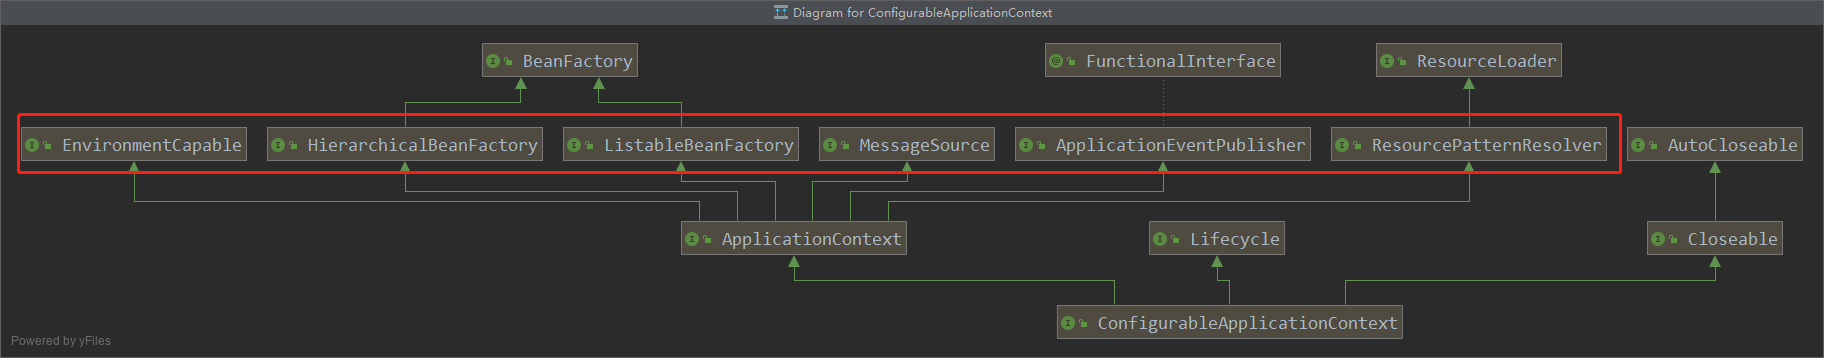 Diagram for ConfigurableApplicationContext
BeanFactory
FunctionalInterface
ResourceLoader
EnvironmentCapable
HierarchicalBeanFactory
ListableBeanFactory
MessageSource
ApplicationEventPublisher
ResourcePatternResolver
AutoCloseable
ApplicationContext
Lifecycle
Closeable
ConfigurableApplicationContext
Powered by yFiles